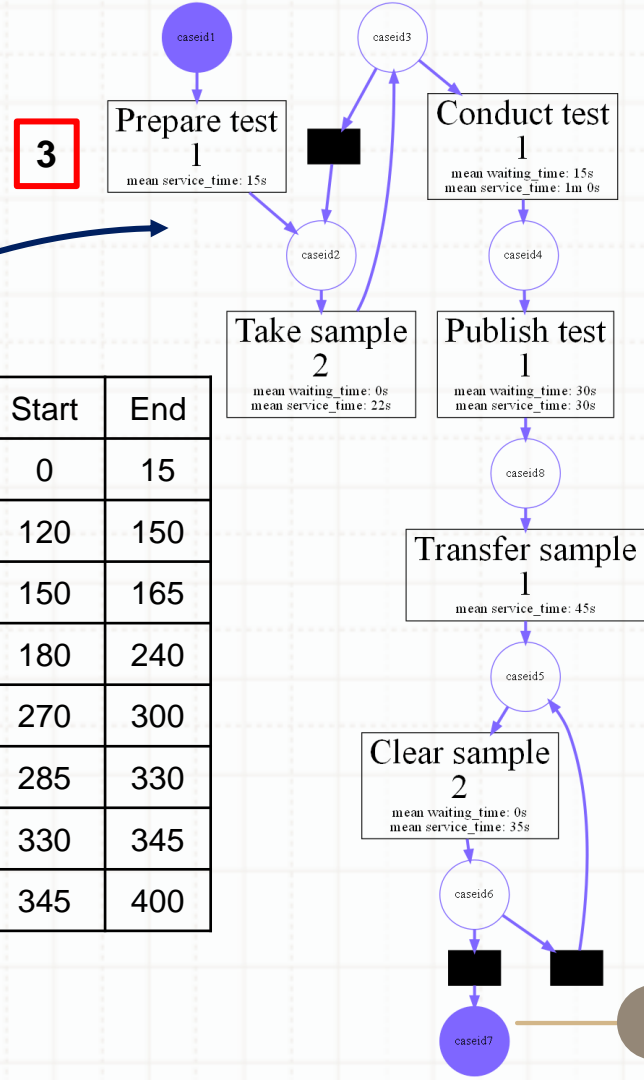 caseid1
caseid3
3
Prepare test
1
mean service_time: 15s
Conduct test
1
mean waiting_time: 15s
mean service_time: 1m 0s
caseid2
caseid4
Take sample
2
mean waiting_time: 0s
mean service_time: 22s
Publish test
1
mean waiting_time: 30s
mean service_time: 30s
Start End
0 15
120 150
150 165
180 240
270 300
285 330
330 345
345 400
caseid8
Transfer sample
1
mean service_time: 45s
caseid5
Clear sample
2
mean waiting_time: 0s
mean service_time: 35s
caseid6
caseid7